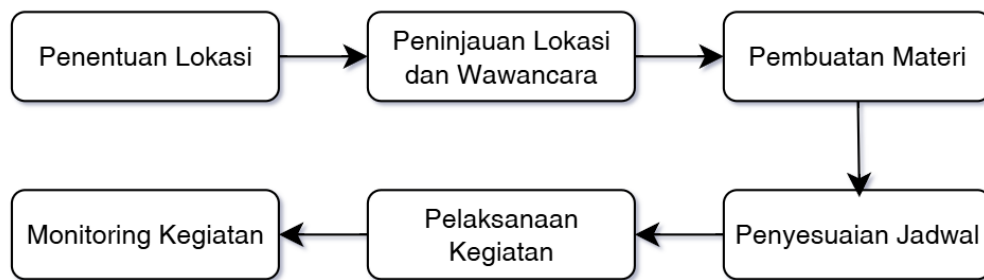 Penentuan Lokasi
Peninjauan Lokasi
dan Wawancara
Pembuatan Materi
Penyesuaian Jadwal
Pelaksanaan
Kegiatan
Monitoring Kegiatan